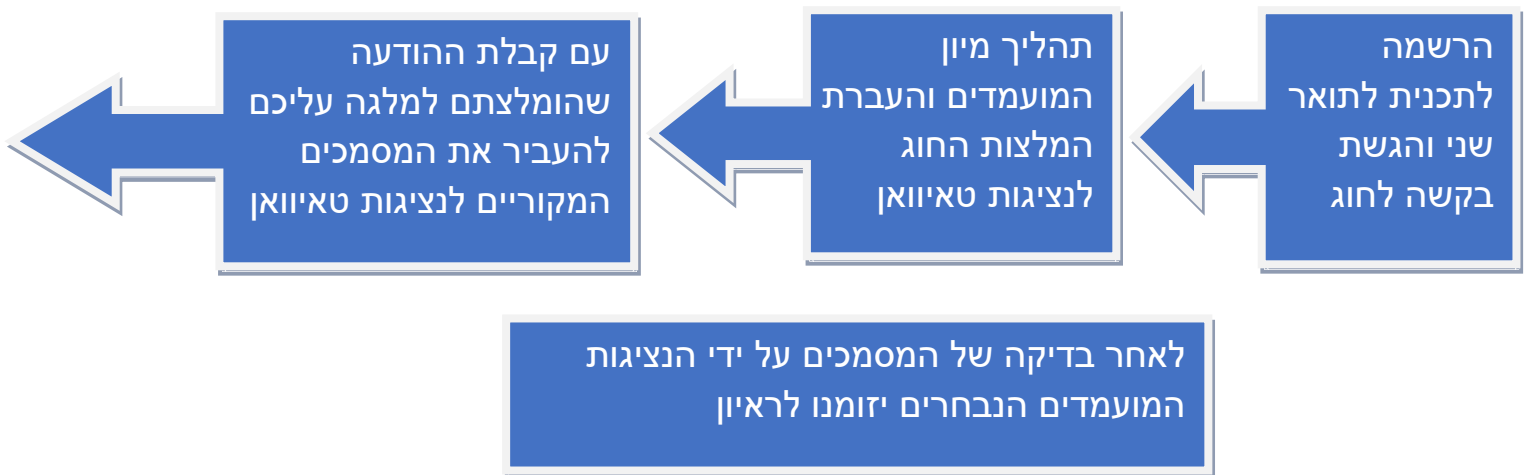 הרשמה
לתכנית לתואר
שני והגשת
בקשה לחוג
תהליך מיון
המועמדים והעברת
המלצות החוג
לנציגות טאיוואן
עם קבלת ההודעה
שהומלצתם למלגה עליכם
להעביר את המסמכים
המקוריים לנציגות טאיוואן
לאחר בדיקה של המסמכים על ידי הנציגות
המועמדים הנבחרים יזומנו לראיון